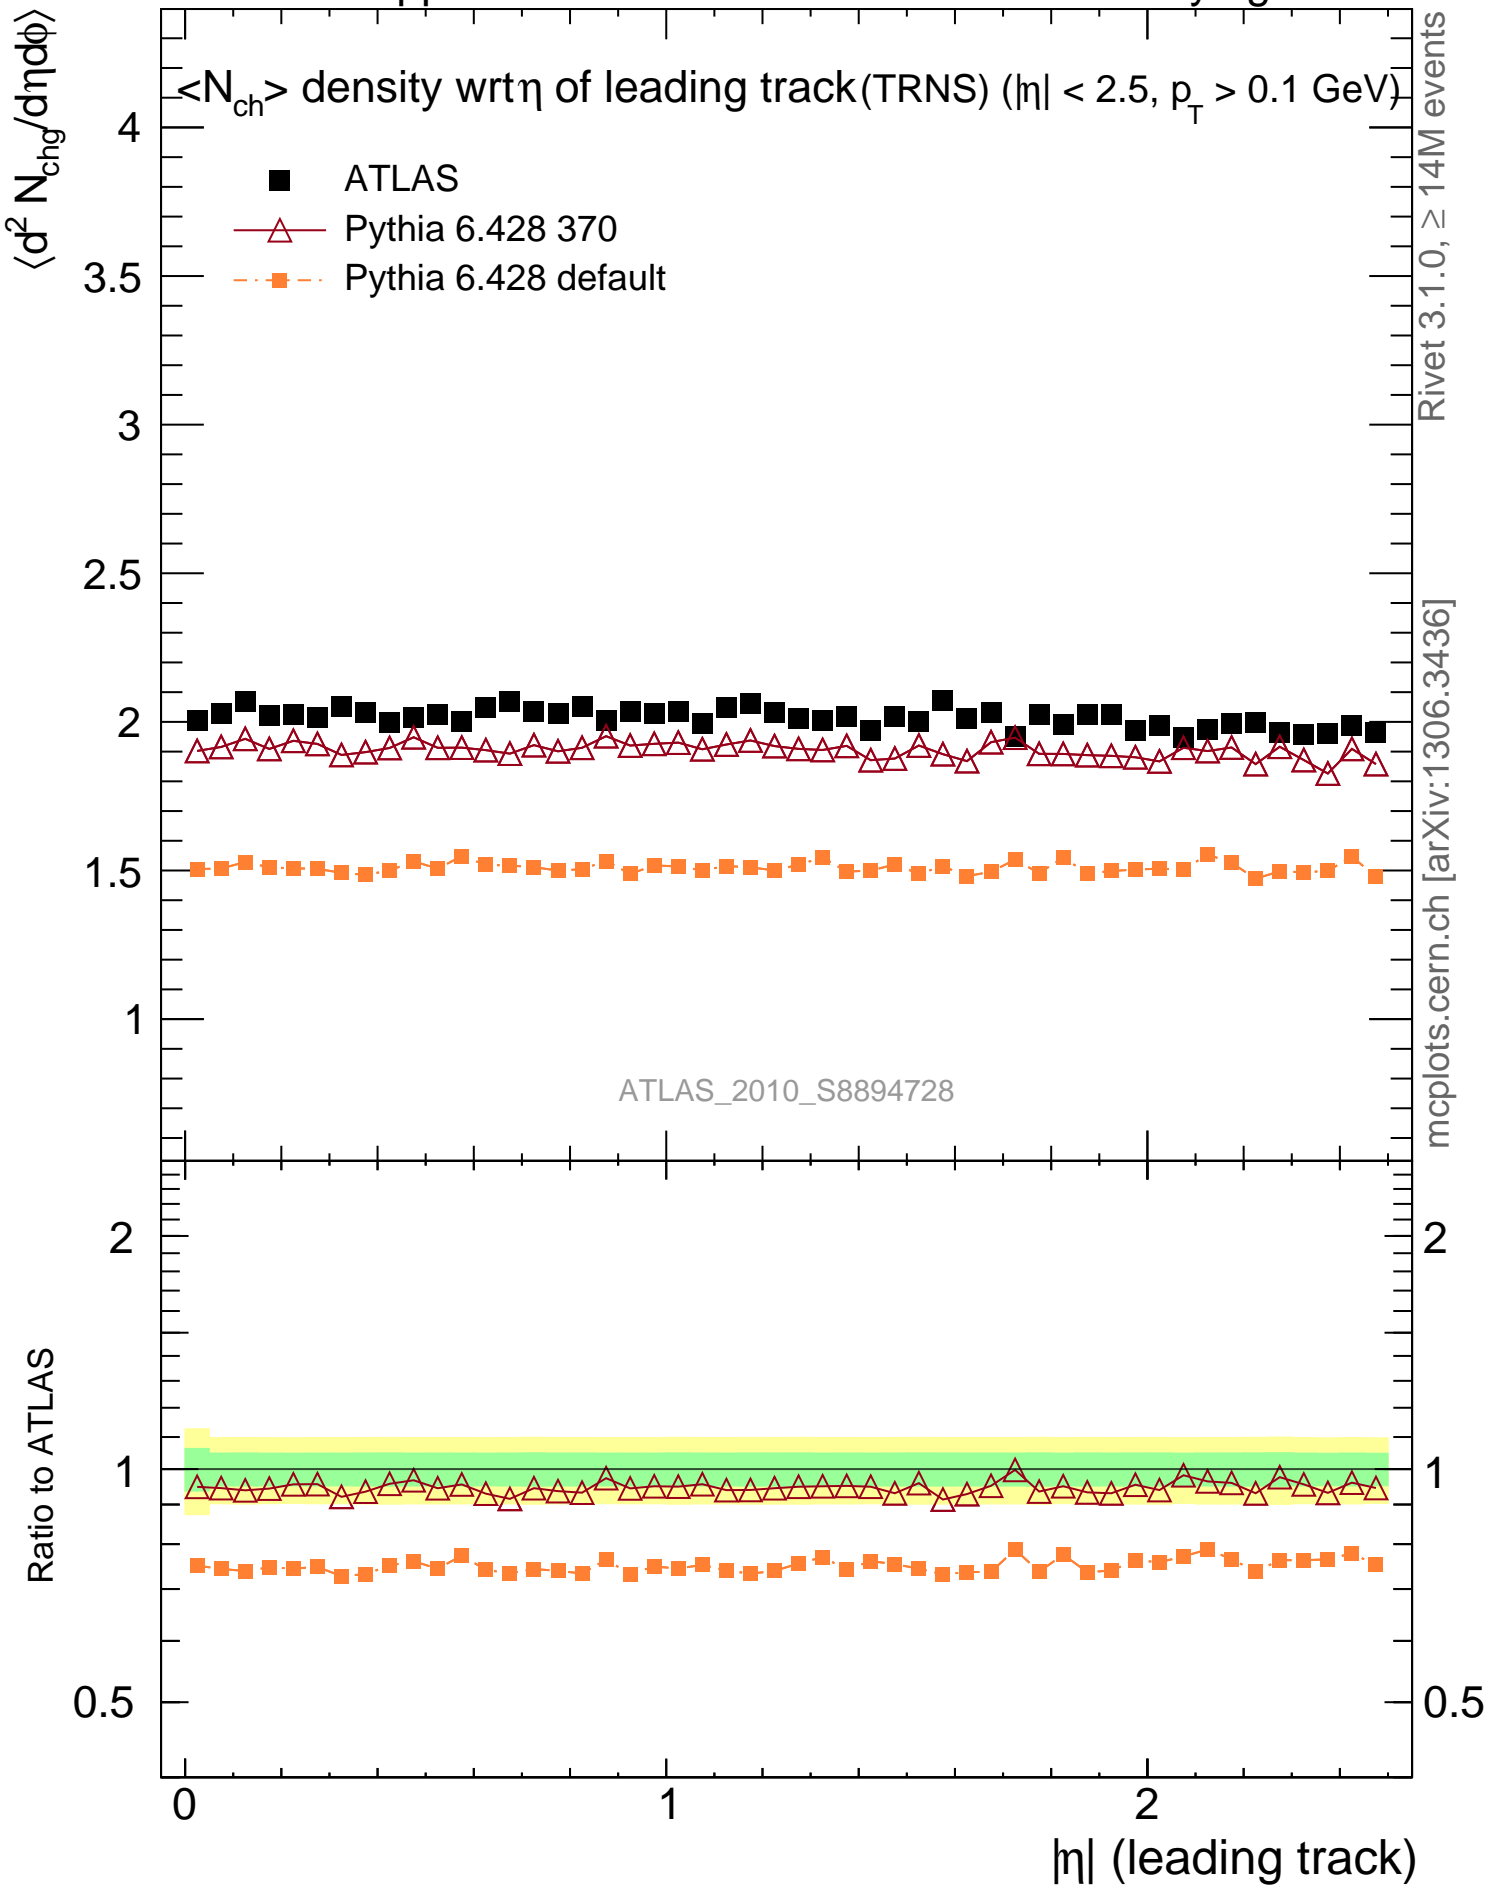 pp
<N_ch> density wrt η of leading track (TRNS) (|η| < 2.5, p_T > 0.1 GeV)
⟨d² N_chg/dηdϕ⟩
ATLAS
Pythia 6.428 370
Pythia 6.428 default
4
3.5
3
2.5
2
1.5
1
ATLAS_2010_S8894728
Rivet 3.1.0, ≥ 14M events
mcplots.cern.ch [arXiv:1306.3436]
Ratio to ATLAS
2
2
1
1
0.5
0.5
0
1
2
|η| (leading track)